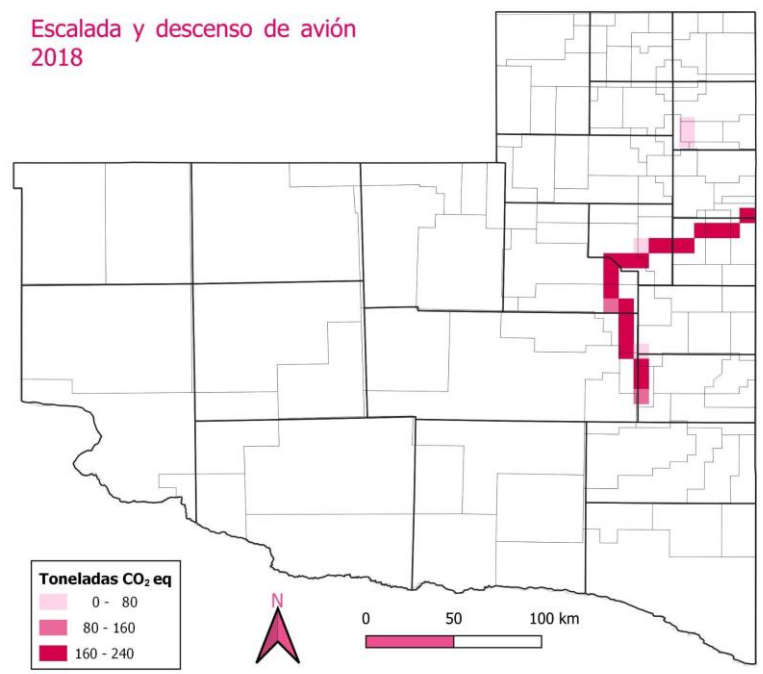 Escalada y descenso de avión
2018
Toneladas CO₂ eq
0 - 80
80 - 160
160 - 240
N
0 50 100 km